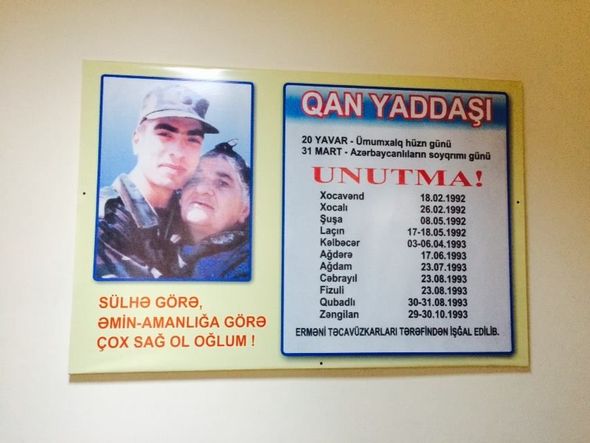 QAN YADDAŞI
20 YAVAR - Ümumxalq hüzn günü
31 MART - Azərbaycanlıların soyqrımı günü
UNUTMA!
Xocavənd 18.02.1992
Xocalı 26.02.1992
Şuşa 08.05.1992
Laçın 17-18.05.1992
Kəlbəcər 03-06.04.1993
Ağdərə 17.06.1993
Ağdam 23.07.1993
Cəbrayıl 23.08.1993
Fizuli 23.08.1993
Qubadlı 30-31.08.1993
Zəngilan 29-30.10.1993
ERMƏNİ TƏCAVÜZKARLARI TƏRƏFİNDƏN İŞĞAL EDİLİB.
SÜLHƏ GÖRƏ,
ƏMİN-AMANLIĞA GÖRƏ
ÇOX SAĞ OL OĞLUM !